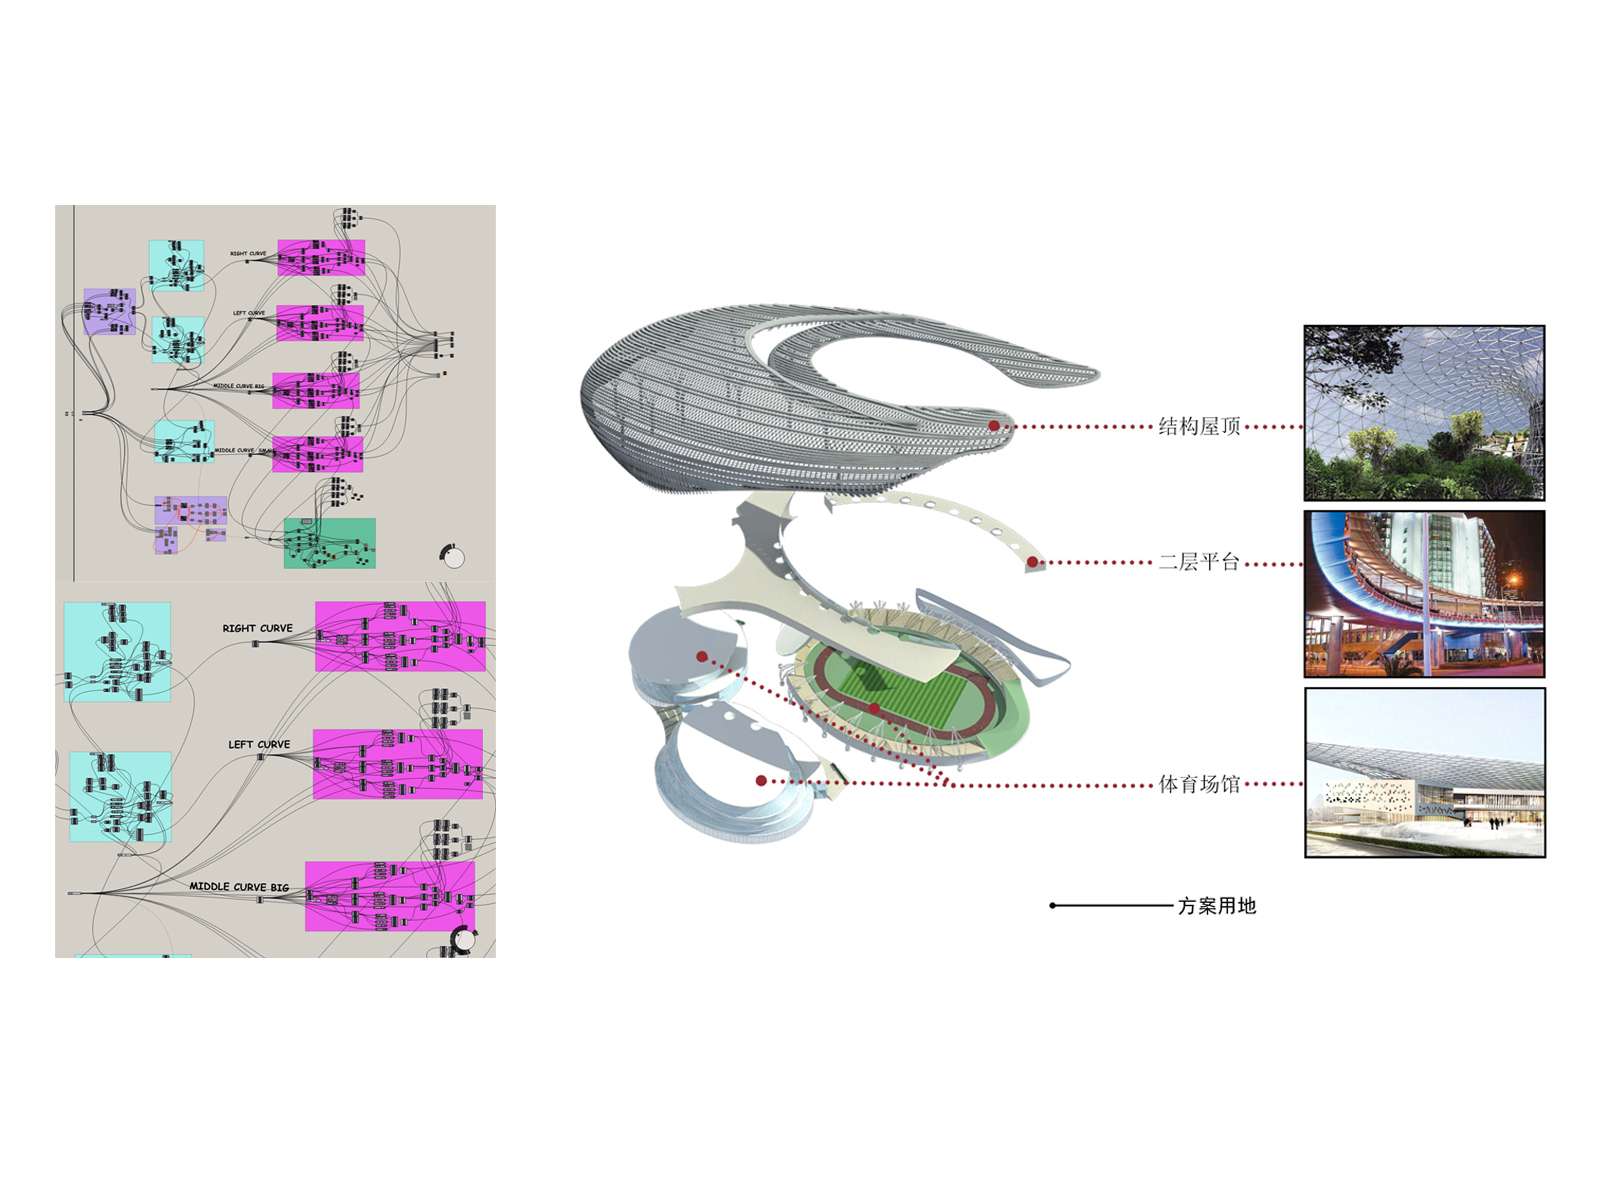 RIGHT CURVE
LEFT CURVE
MIDDLE CURVE BIG
MIDDLE CURVE SMALL
RIGHT CURVE
LEFT CURVE
MIDDLE CURVE BIG
结构屋顶
二层平台
体育场馆
方案用地